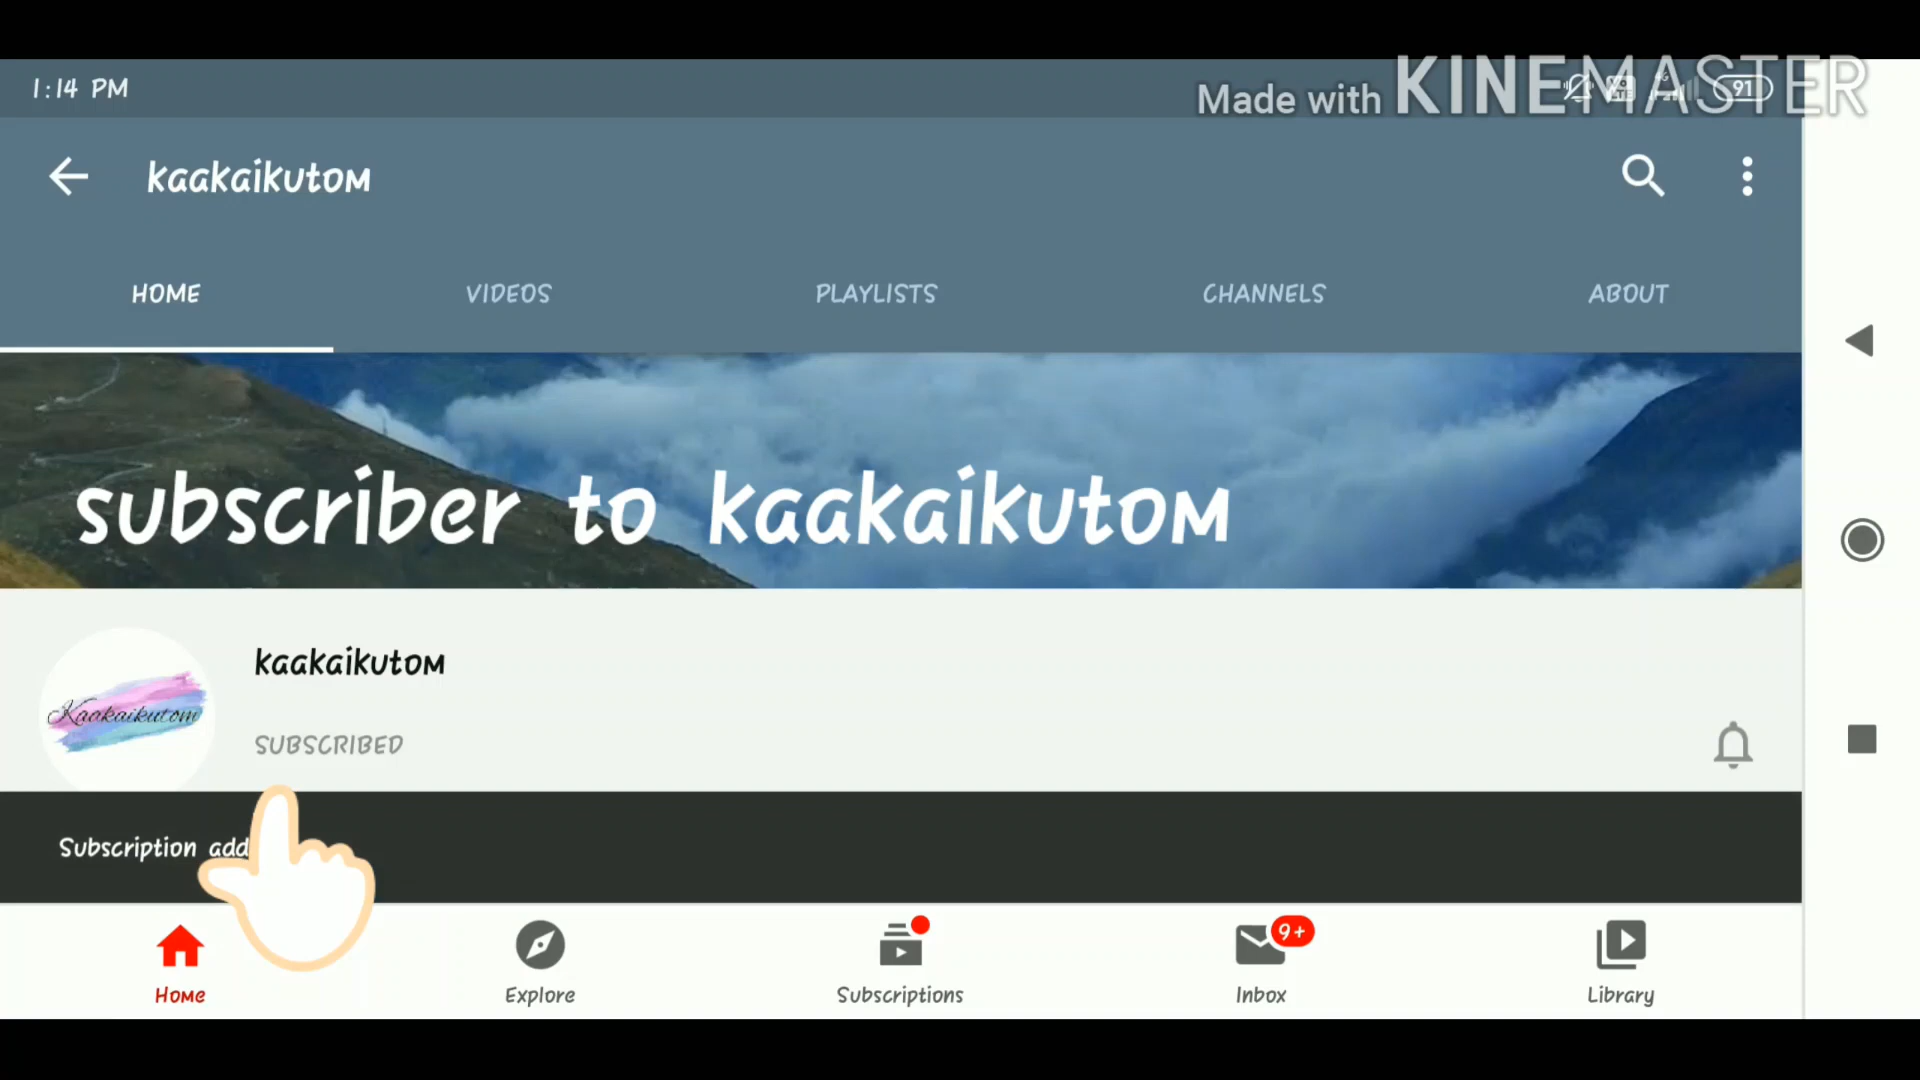 1:14 PM
Made with KINEMASTER
91
kaakaikutom
HOME VIDEOS PLAYLISTS CHANNELS ABOUT
subscriber to kaakaikutom
kaakaikutom
Kaakaikutom
SUBSCRIBED
Subscription add
9+
Home Explore Subscriptions Inbox Library